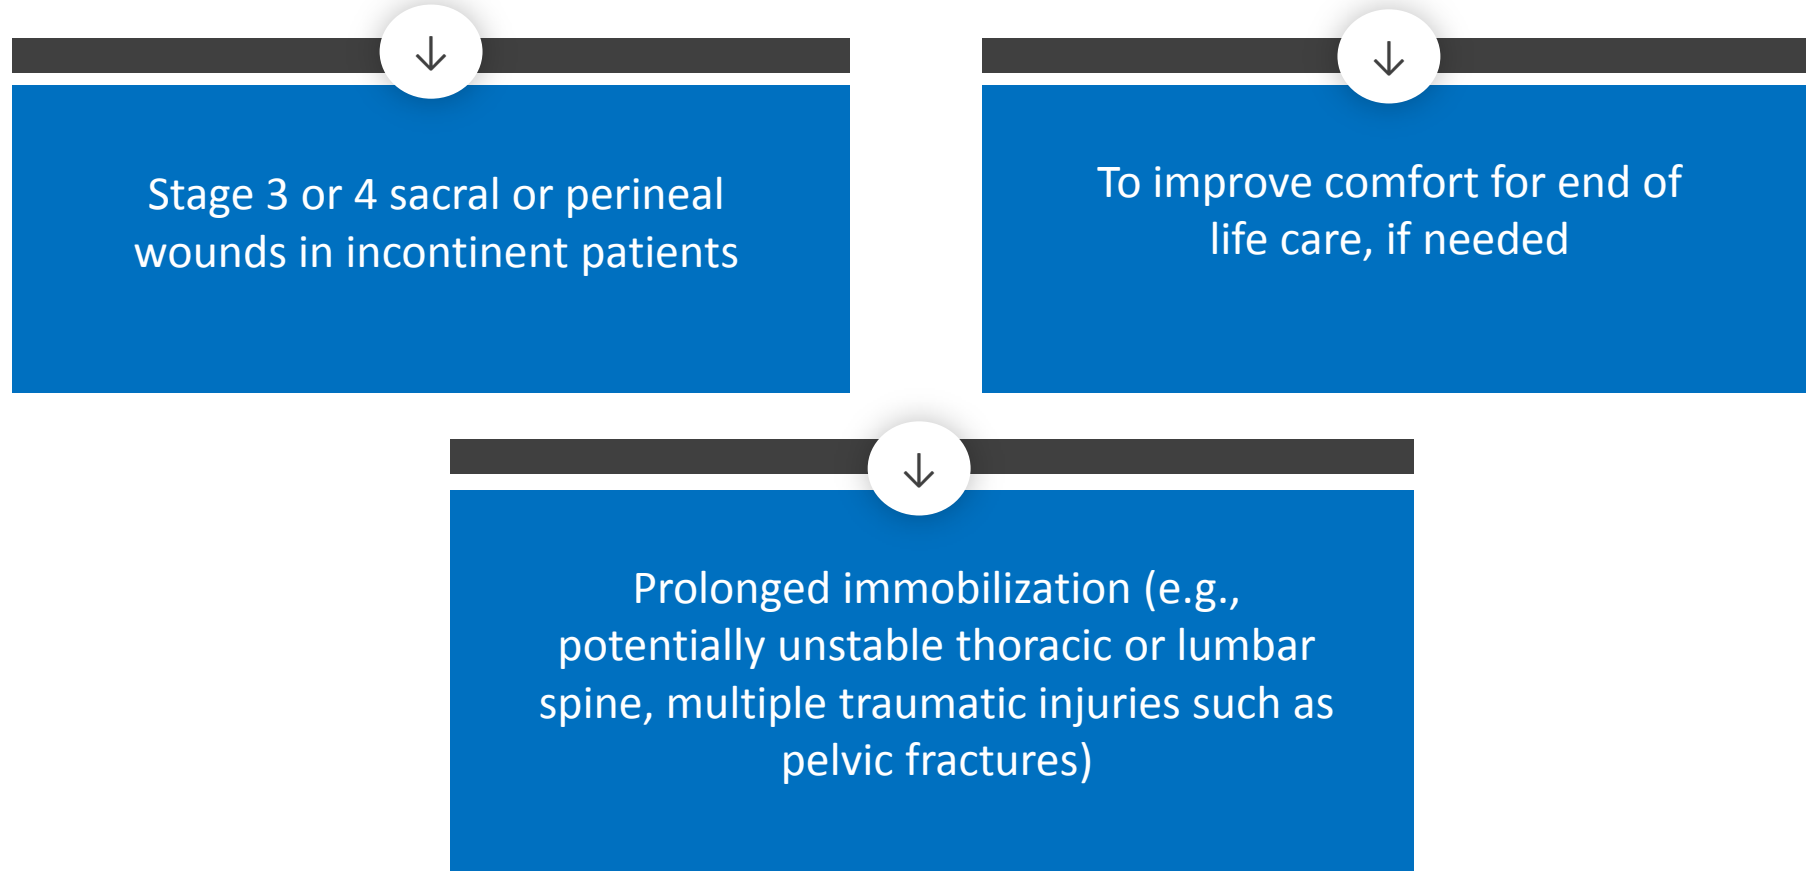 Stage 3 or 4 sacral or perineal
wounds in incontinent patients
To improve comfort for end of
life care, if needed
Prolonged immobilization (e.g.,
potentially unstable thoracic or lumbar
spine, multiple traumatic injuries such as
pelvic fractures)